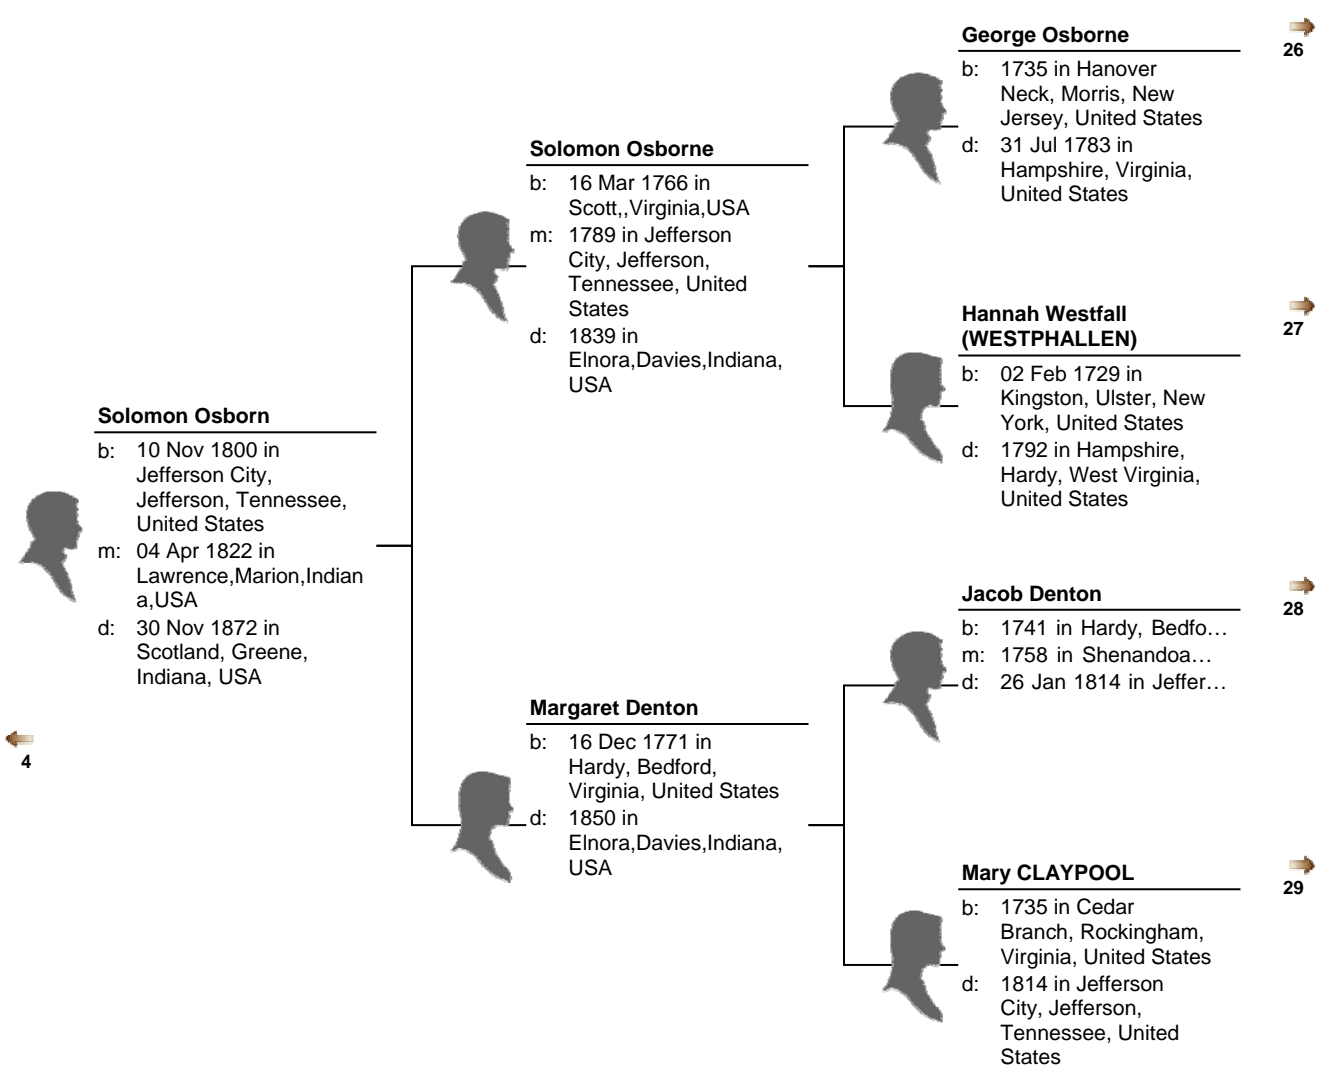 George Osborne
b: 1735 in Hanover
Neck, Morris, New
Jersey, United States
d: 31 Jul 1783 in
Hampshire, Virginia,
United States
26
Solomon Osborne
b: 16 Mar 1766 in
Scott,,Virginia,USA
m: 1789 in Jefferson
City, Jefferson,
Tennessee, United
States
d: 1839 in
Elnora,Davies,Indiana,
USA
Hannah Westfall
(WESTPHALLEN)
b: 02 Feb 1729 in
Kingston, Ulster, New
York, United States
d: 1792 in Hampshire,
Hardy, West Virginia,
United States
27
Solomon Osborn
b: 10 Nov 1800 in
Jefferson City,
Jefferson, Tennessee,
United States
m: 04 Apr 1822 in
Lawrence,Marion,Indian
a,USA
d: 30 Nov 1872 in
Scotland, Greene,
Indiana, USA
4
Jacob Denton
b: 1741 in Hardy, Bedfo…
m: 1758 in Shenandoa…
d: 26 Jan 1814 in Jeffer…
28
Margaret Denton
b: 16 Dec 1771 in
Hardy, Bedford,
Virginia, United States
d: 1850 in
Elnora,Davies,Indiana,
USA
Mary CLAYPOOL
b: 1735 in Cedar
Branch, Rockingham,
Virginia, United States
d: 1814 in Jefferson
City, Jefferson,
Tennessee, United
States
29